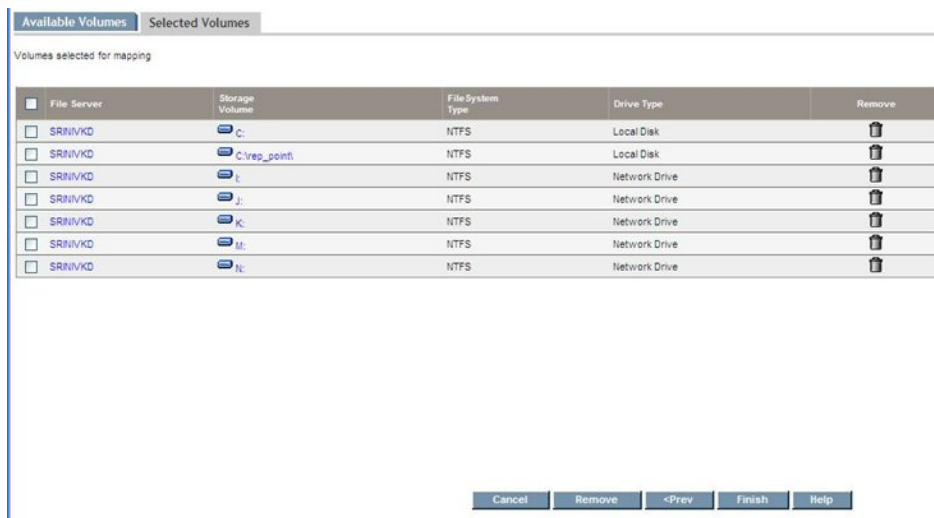 Available Volumes Selected Volumes
Volumes selected for mapping
File Server Storage Volume File System Type Drive Type Remove
SRINIVKD C: NTFS Local Disk
SRINIVKD C:\rep_point\ NTFS Local Disk
SRINIVKD I: NTFS Network Drive
SRINIVKD J: NTFS Network Drive
SRINIVKD K: NTFS Network Drive
SRINIVKD M: NTFS Network Drive
SRINIVKD N: NTFS Network Drive
Cancel Remove <Prev Finish Help